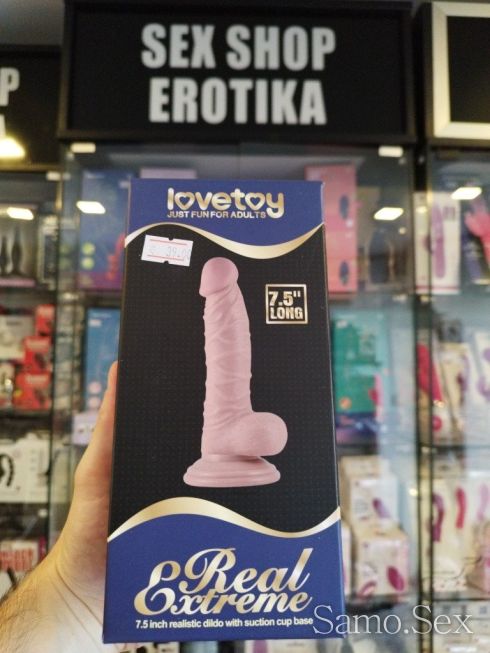 SEX SHOP
EROTIKA
P
lovetoy
JUST FUN FOR ADULTS
7.5"
LONG
Real
Extreme
7.5 inch realistic dildo with suction cup base
Samo.Sex